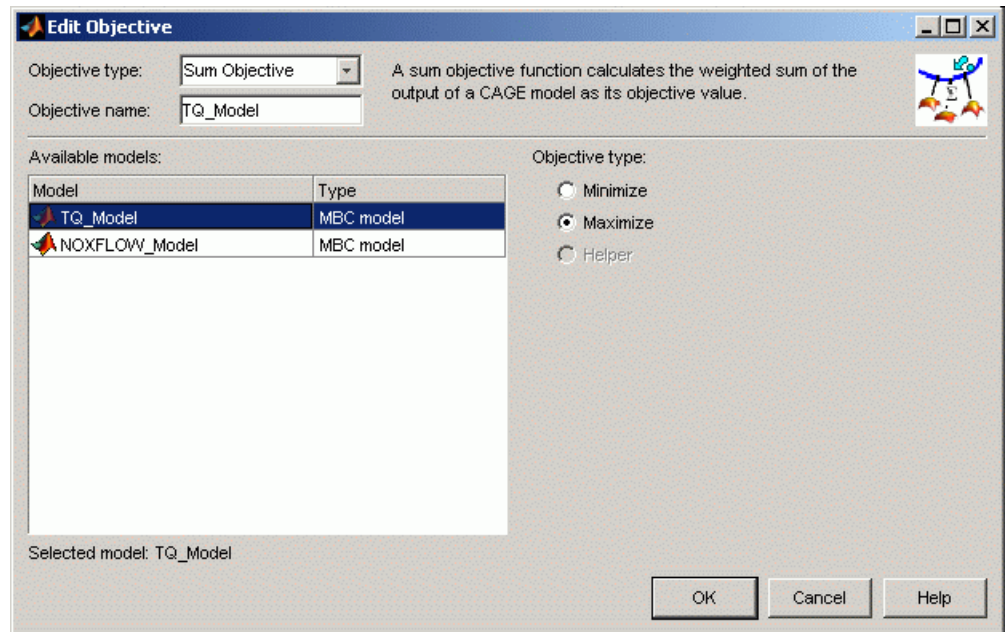 Edit Objective
Objective type: Sum Objective
A sum objective function calculates the weighted sum of the
output of a CAGE model as its objective value.
Objective name: TQ_Model
Available models:
Model Type
TQ_Model MBC model
NOXFLOW_Model MBC model
Selected model: TQ_Model
Objective type:
Minimize
Maximize
Helper
OK Cancel Help